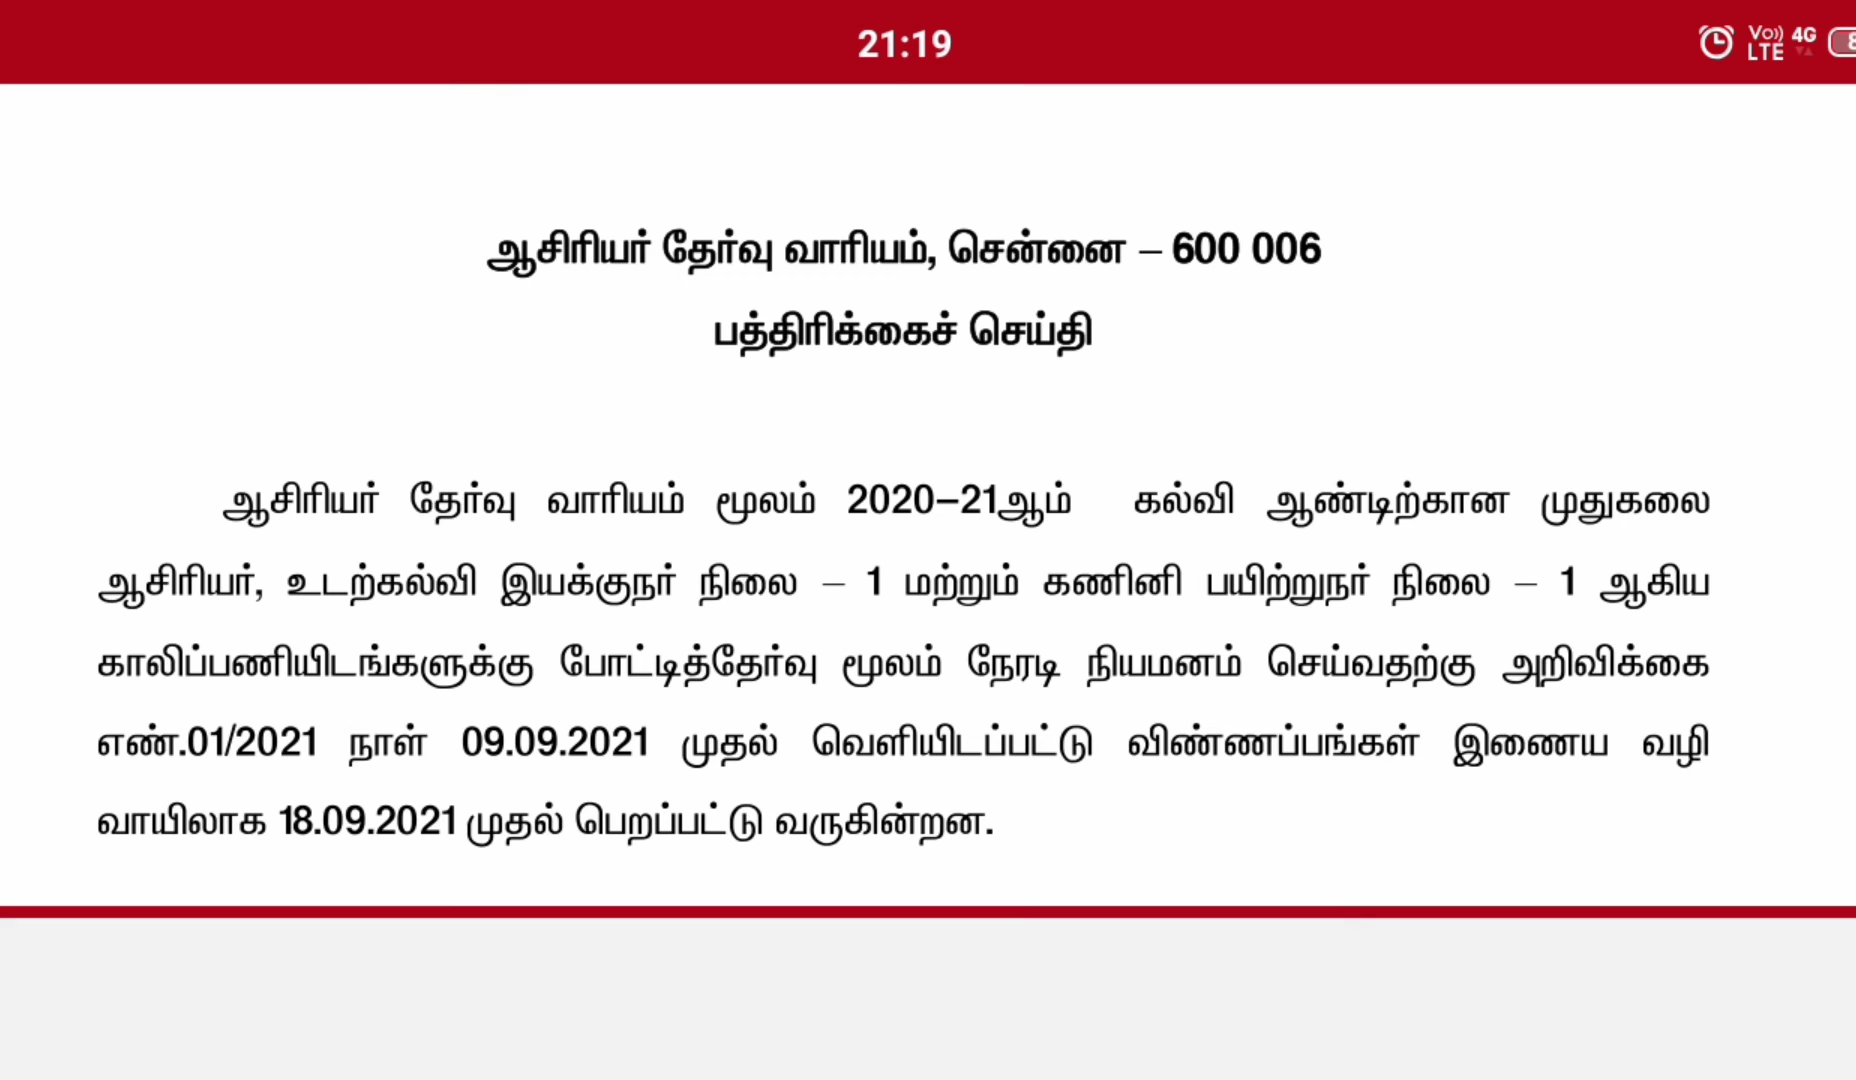 21:19
Vo)) LTE 4G
ஆசிரியர் தேர்வு வாரியம், சென்னை – 600 006
பத்திரிக்கைச் செய்தி
ஆசிரியர் தேர்வு வாரியம் மூலம் 2020–21ஆம் கல்வி ஆண்டிற்கான முதுகலை
ஆசிரியர், உடற்கல்வி இயக்குநர் நிலை – 1 மற்றும் கணினி பயிற்றுநர் நிலை – 1 ஆகிய
காலிப்பணியிடங்களுக்கு போட்டித்தேர்வு மூலம் நேரடி நியமனம் செய்வதற்கு அறிவிக்கை
எண்.01/2021 நாள் 09.09.2021 முதல் வெளியிடப்பட்டு விண்ணப்பங்கள் இணைய வழி
வாயிலாக 18.09.2021 முதல் பெறப்பட்டு வருகின்றன.